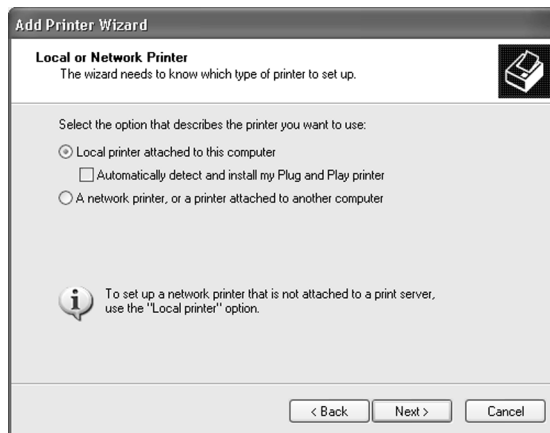 Add Printer Wizard
Local or Network Printer
The wizard needs to know which type of printer to set up.
Select the option that describes the printer you want to use:
Local printer attached to this computer
Automatically detect and install my Plug and Play printer
A network printer, or a printer attached to another computer
To set up a network printer that is not attached to a print server,
use the "Local printer" option.
< Back Next > Cancel